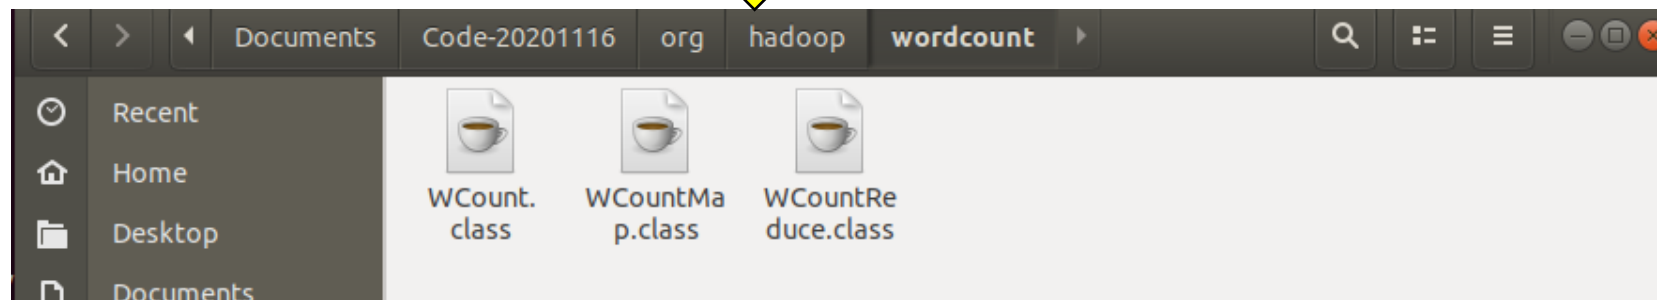 Documents Code-20201116 org hadoop wordcount
Recent
Home
Desktop
Documents
WCount.
class
WCountMa
p.class
WCountRe
duce.class